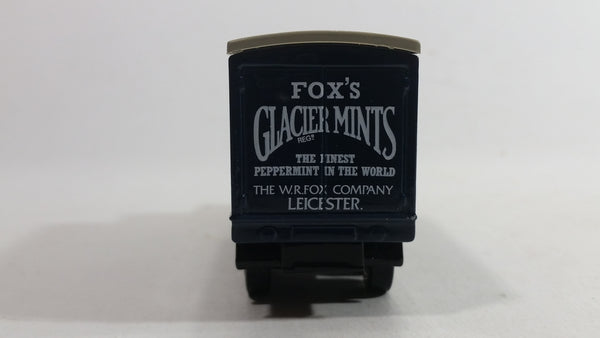 FOX'S
GLACIER MINTS
REGD
THE FINEST
PEPPERMINT IN THE WORLD
THE W.R.FOX COMPANY
LEICESTER.